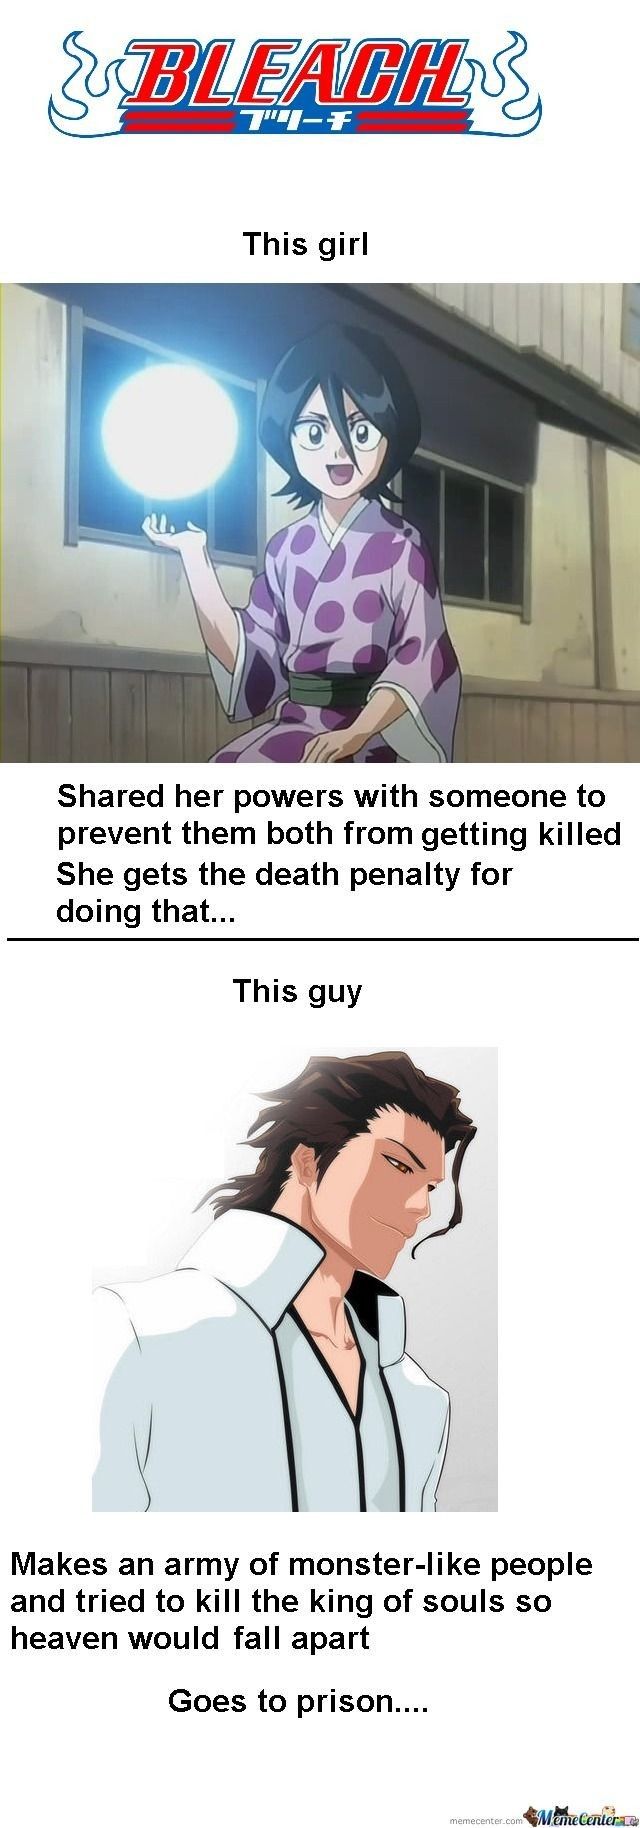 BLEACH
ブリーチ
This girl
Shared her powers with someone to
prevent them both from getting killed
She gets the death penalty for
doing that...
This guy
Makes an army of monster-like people
and tried to kill the king of souls so
heaven would fall apart
Goes to prison....
memecenter.com MemeCenter